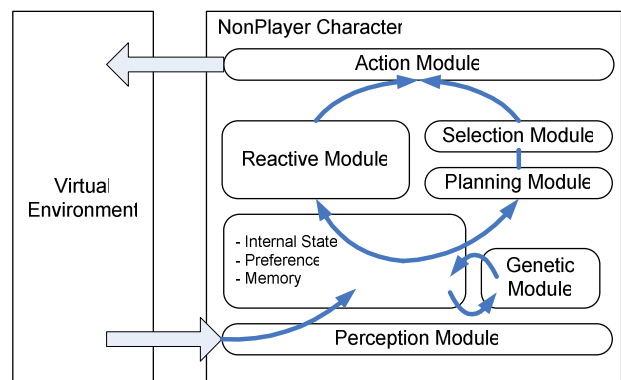 NonPlayer Character
Action Module
Reactive Module
Selection Module
Planning Module
Virtual
Environment
- Internal State
- Preference
- Memory
Genetic
Module
Perception Module